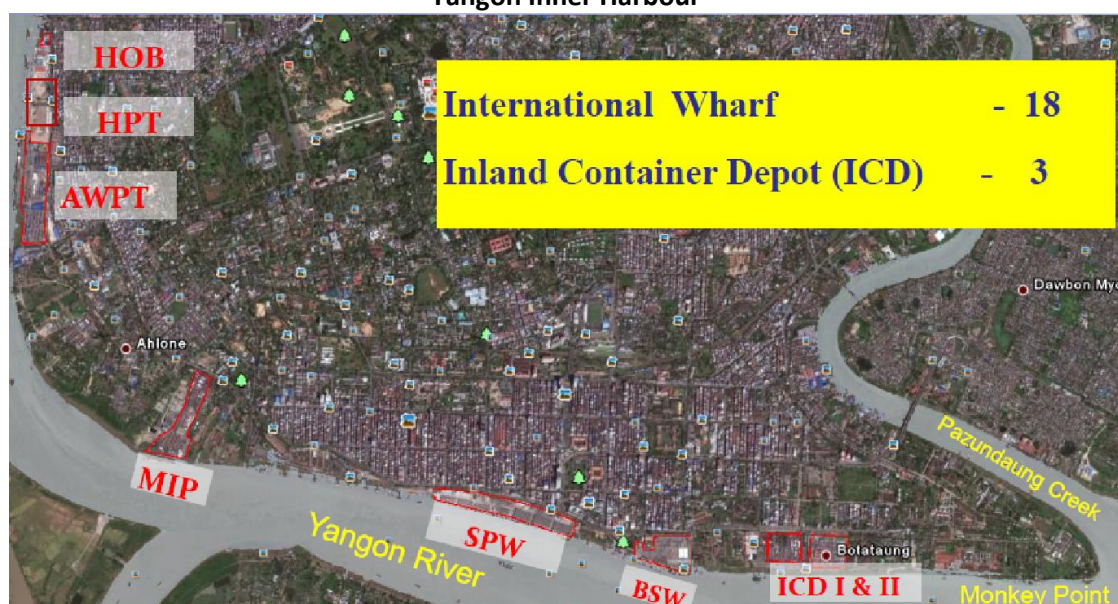 Yangon Inner Harbour
HOB
HPT
AWPT
International Wharf - 18
Inland Container Depot (ICD) - 3
Dawbon Myo
Ahlone
MIP
SPW
Yangon River
BSW
ICD I & II
Botataung
Pazundaung Creek
Monkey Point